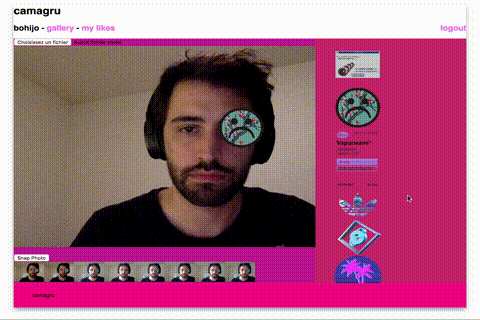 camagru
bohijo - gallery - my likes
logout
Choisissez un fichier
Aucun fichier choisi
Vaporwave
Snap Photo
camagru